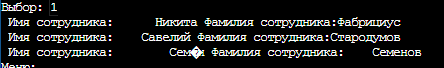 Выбор: 1
Имя сотрудника: Никита Фамилия сотрудника:Фабрициус
Имя сотрудника: Савелий Фамилия сотрудника:Стародумов
Имя сотрудника: Сем�н Фамилия сотрудника: Семенов
Меню: